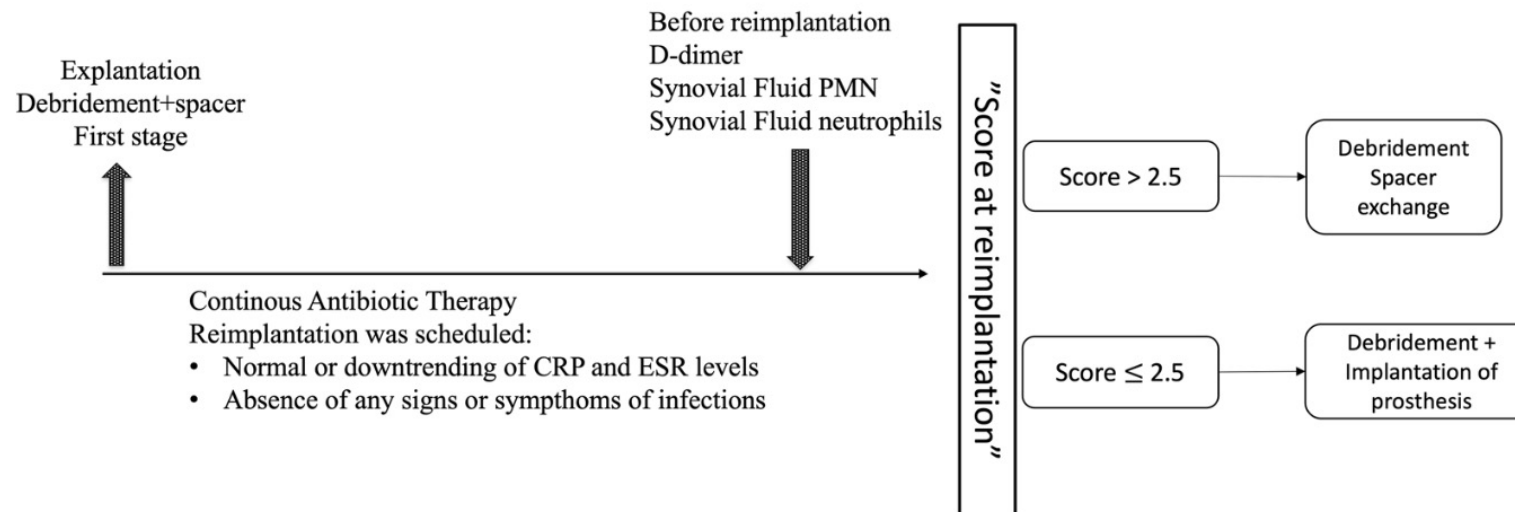 Explantation
Debridement+spacer
First stage
Before reimplantation
D-dimer
Synovial Fluid PMN
Synovial Fluid neutrophils
Continous Antibiotic Therapy
Reimplantation was scheduled:
• Normal or downtrending of CRP and ESR levels
• Absence of any signs or sympthoms of infections
”Score at reimplantation”
Score > 2.5
Debridement
Spacer
exchange
Score ≤ 2.5
Debridement +
Implantation of
prosthesis